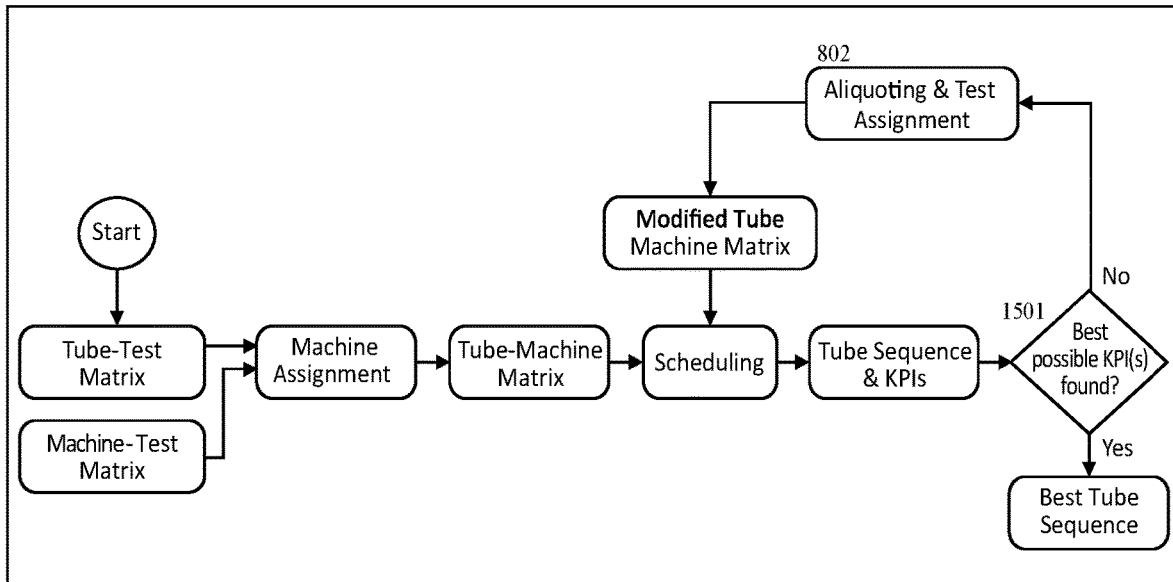 802
Aliquoting & Test
Assignment
Modified Tube
Machine Matrix
Start
No
1501
Tube-Test
Matrix
Machine
Assignment
Tube-Machine
Matrix
Scheduling
Tube Sequence
& KPIs
Best
possible KPI(s)
found?
Machine-Test
Matrix
Yes
Best Tube
Sequence